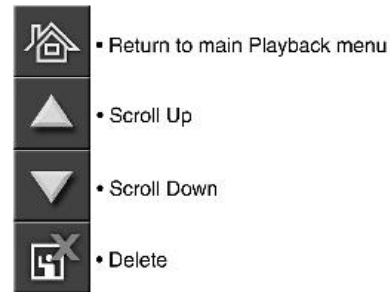 ▪ Return to main Playback menu
• Scroll Up
• Scroll Down
• Delete